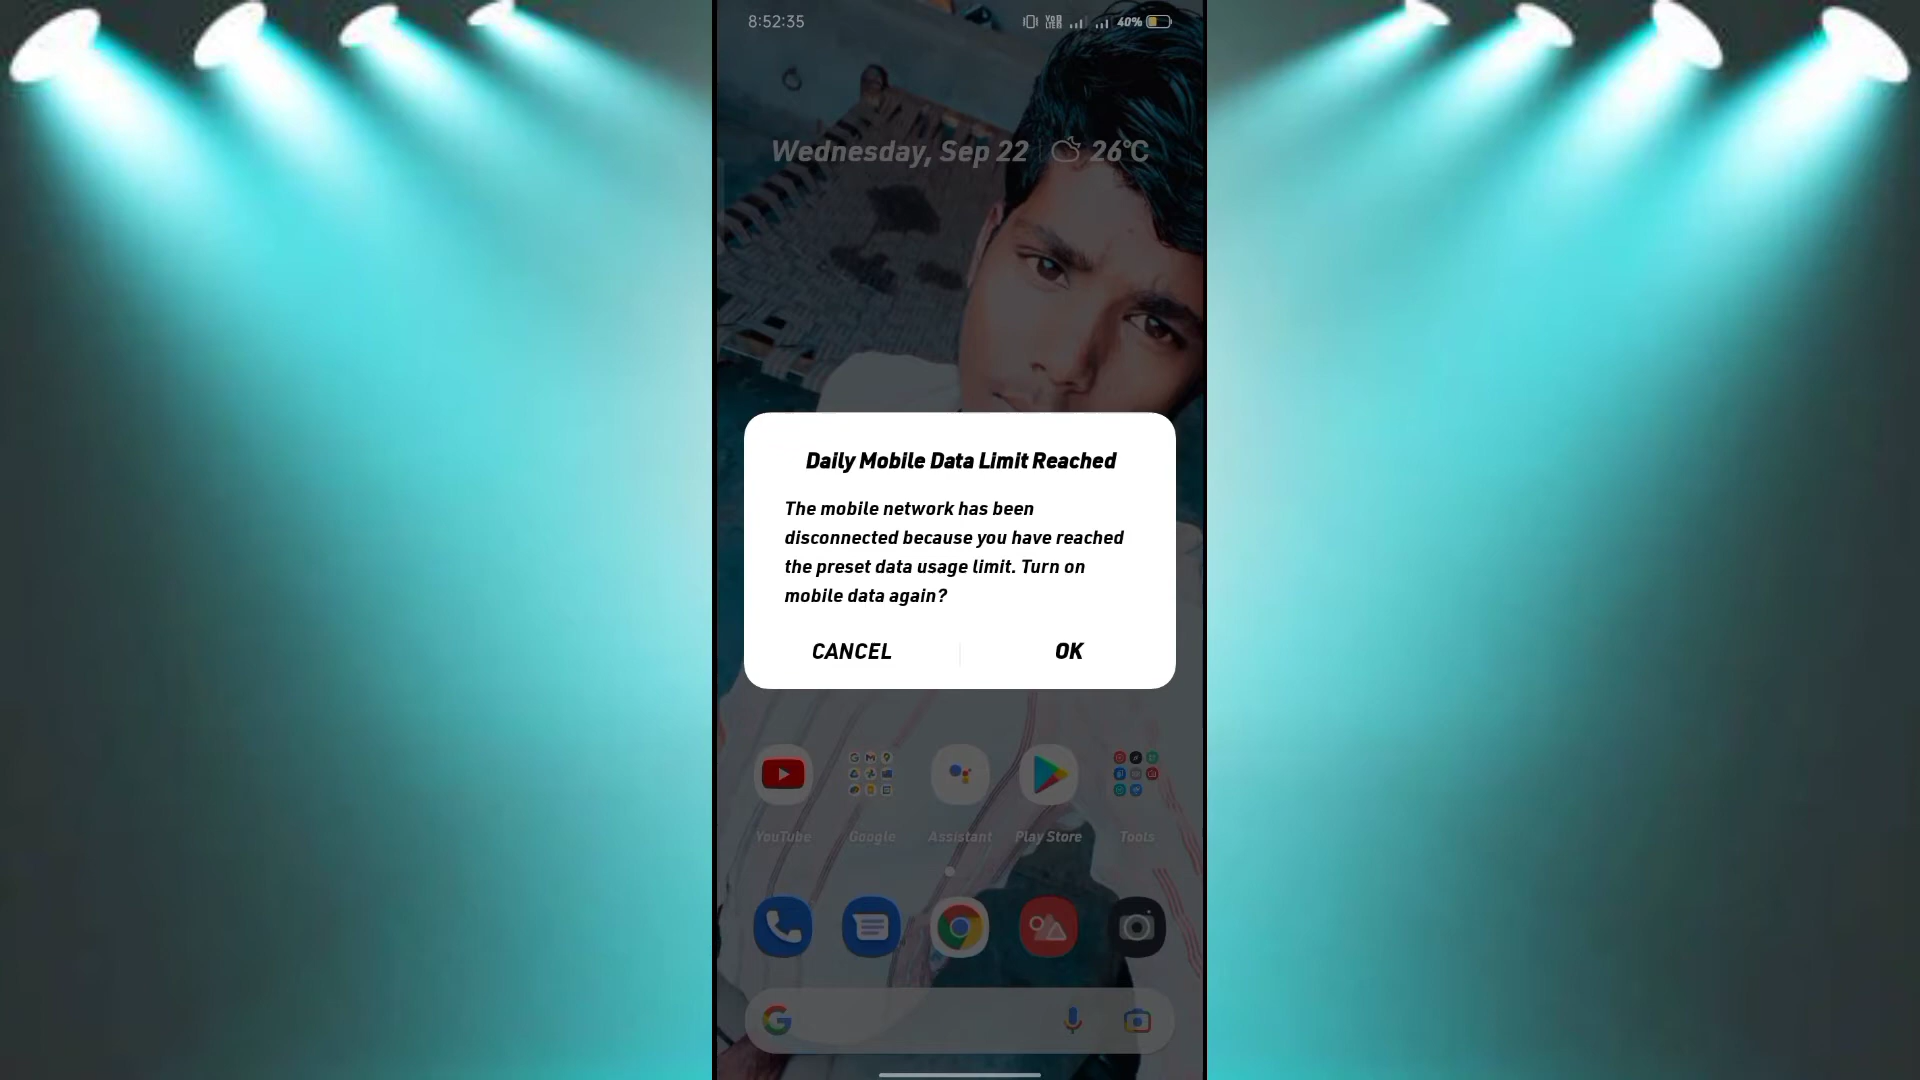 8:52:35
40%
Wednesday, Sep 22 26°C
Daily Mobile Data Limit Reached
The mobile network has been
disconnected because you have reached
the preset data usage limit. Turn on
mobile data again?
CANCEL OK
YouTube Google Assistant Play Store Tools